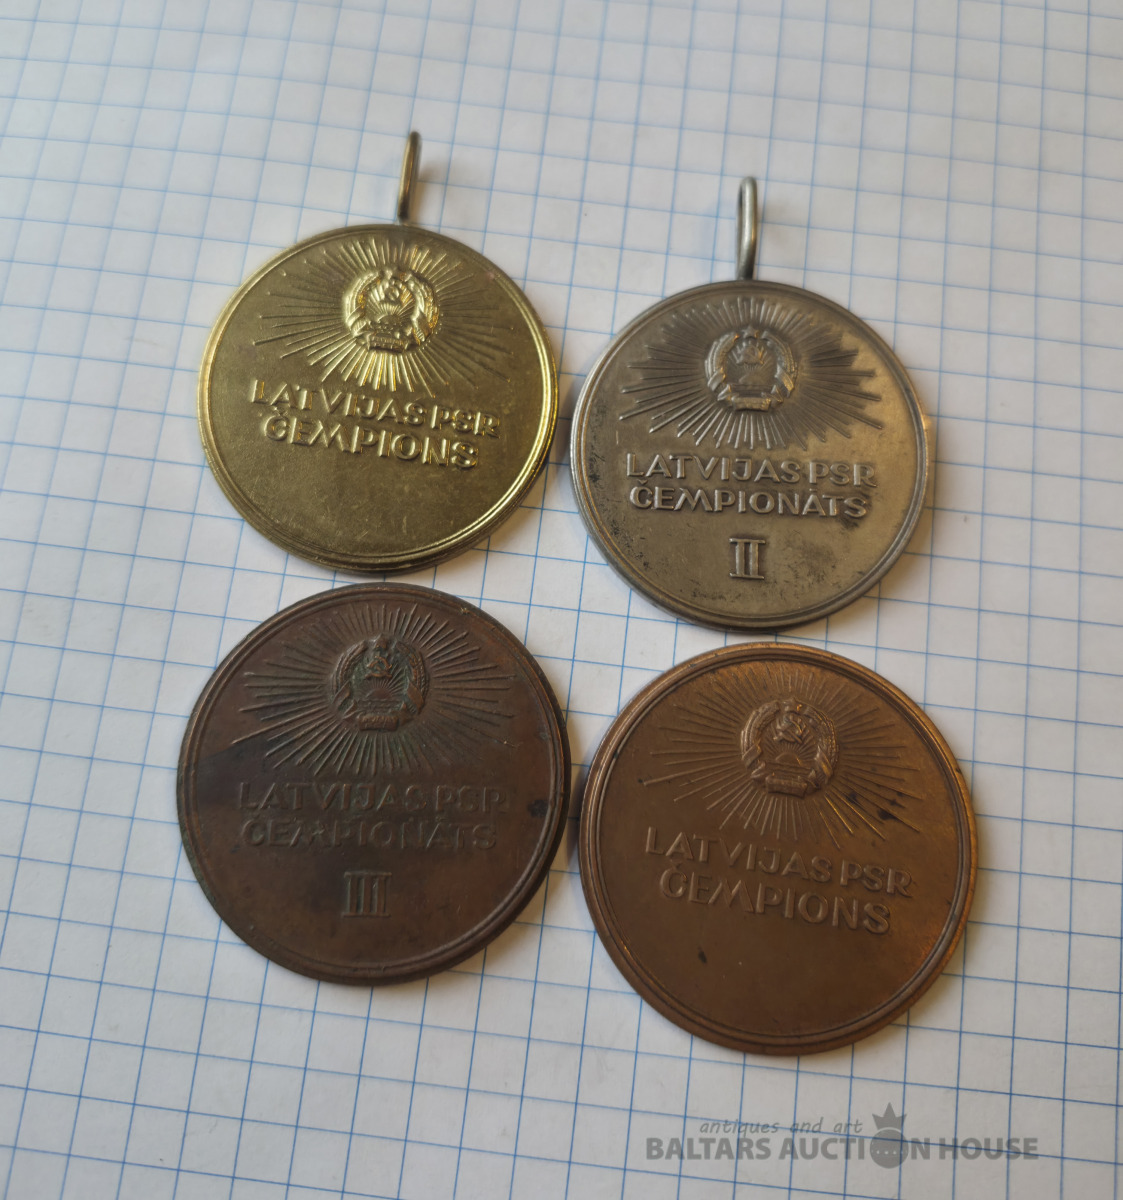 LATVIJAS PSR
ČEMPIONS
LATVIJAS PSR
ČEMPIONĀTS
II
LATVIJAS PSR
ČEMPIONĀTS
III
LATVIJAS PSR
ČEMPIONS
antiques and art
BALTARS AUCTION HOUSE